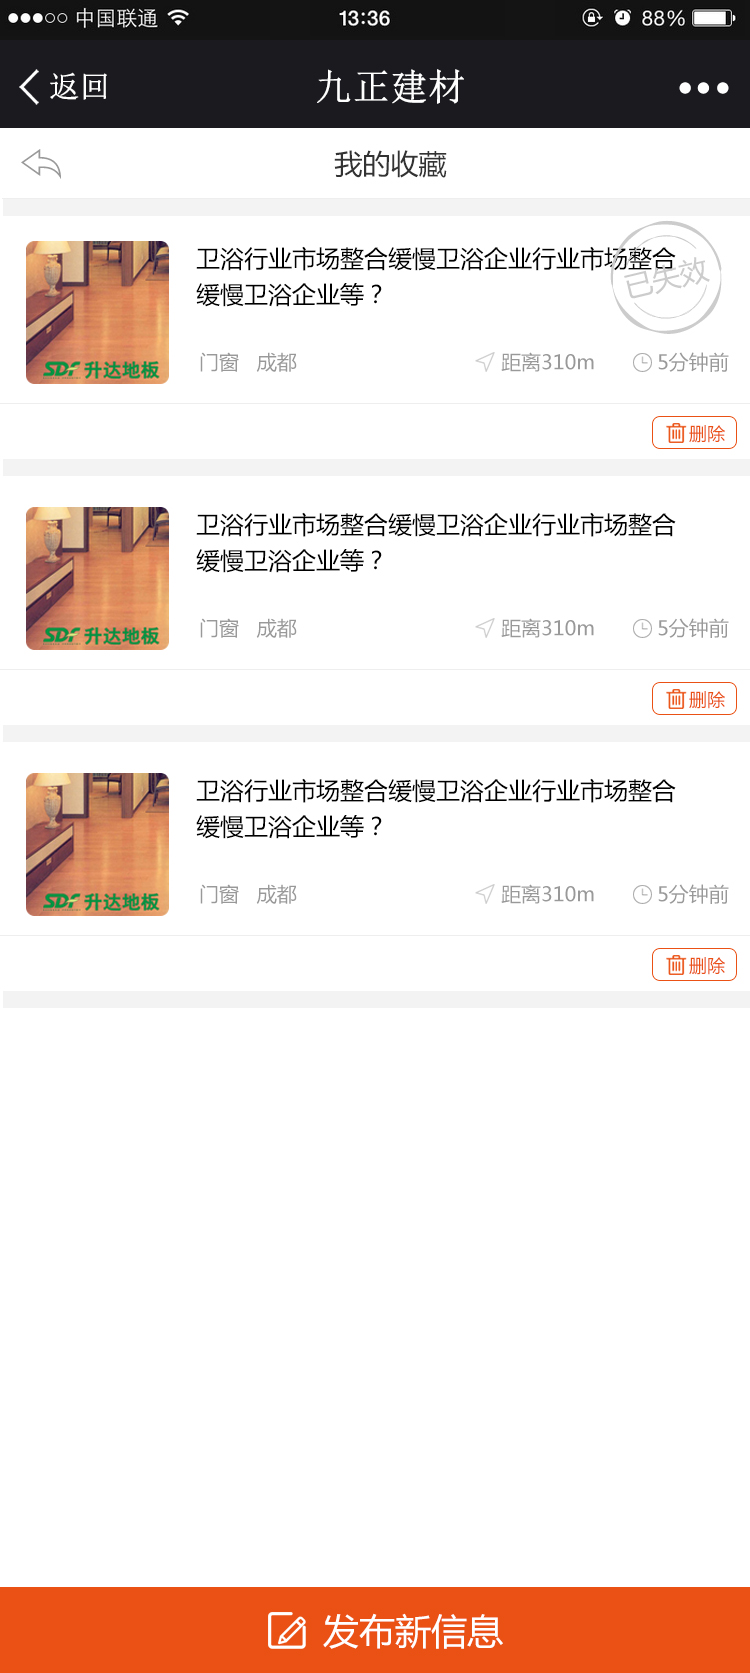 中国联通 13:36 88%
返回 九正建材
我的收藏
卫浴行业市场整合缓慢卫浴企业行业市场整合
缓慢卫浴企业等？
已失效
SDF 升达地板
门窗 成都 距离310m 5分钟前
删除
卫浴行业市场整合缓慢卫浴企业行业市场整合
缓慢卫浴企业等？
SDF 升达地板
门窗 成都 距离310m 5分钟前
删除
卫浴行业市场整合缓慢卫浴企业行业市场整合
缓慢卫浴企业等？
SDF 升达地板
门窗 成都 距离310m 5分钟前
删除
发布新信息